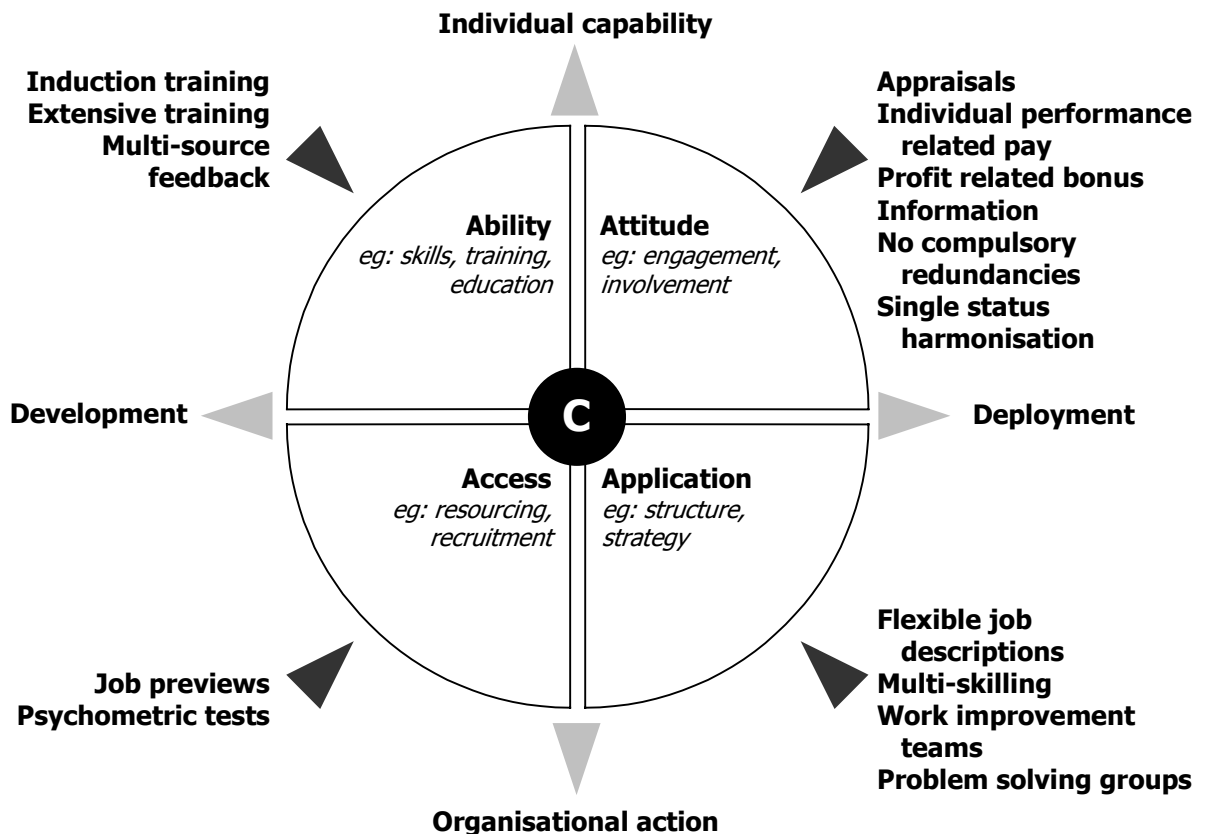 Individual capability
Induction training
Extensive training
Multi-source
feedback
Appraisals
Individual performance
related pay
Profit related bonus
Information
No compulsory
redundancies
Single status
harmonisation
Ability
eg: skills, training,
education
Attitude
eg: engagement,
involvement
Development
C
Deployment
Access
eg: resourcing,
recruitment
Application
eg: structure,
strategy
Job previews
Psychometric tests
Flexible job
descriptions
Multi-skilling
Work improvement
teams
Problem solving groups
Organisational action